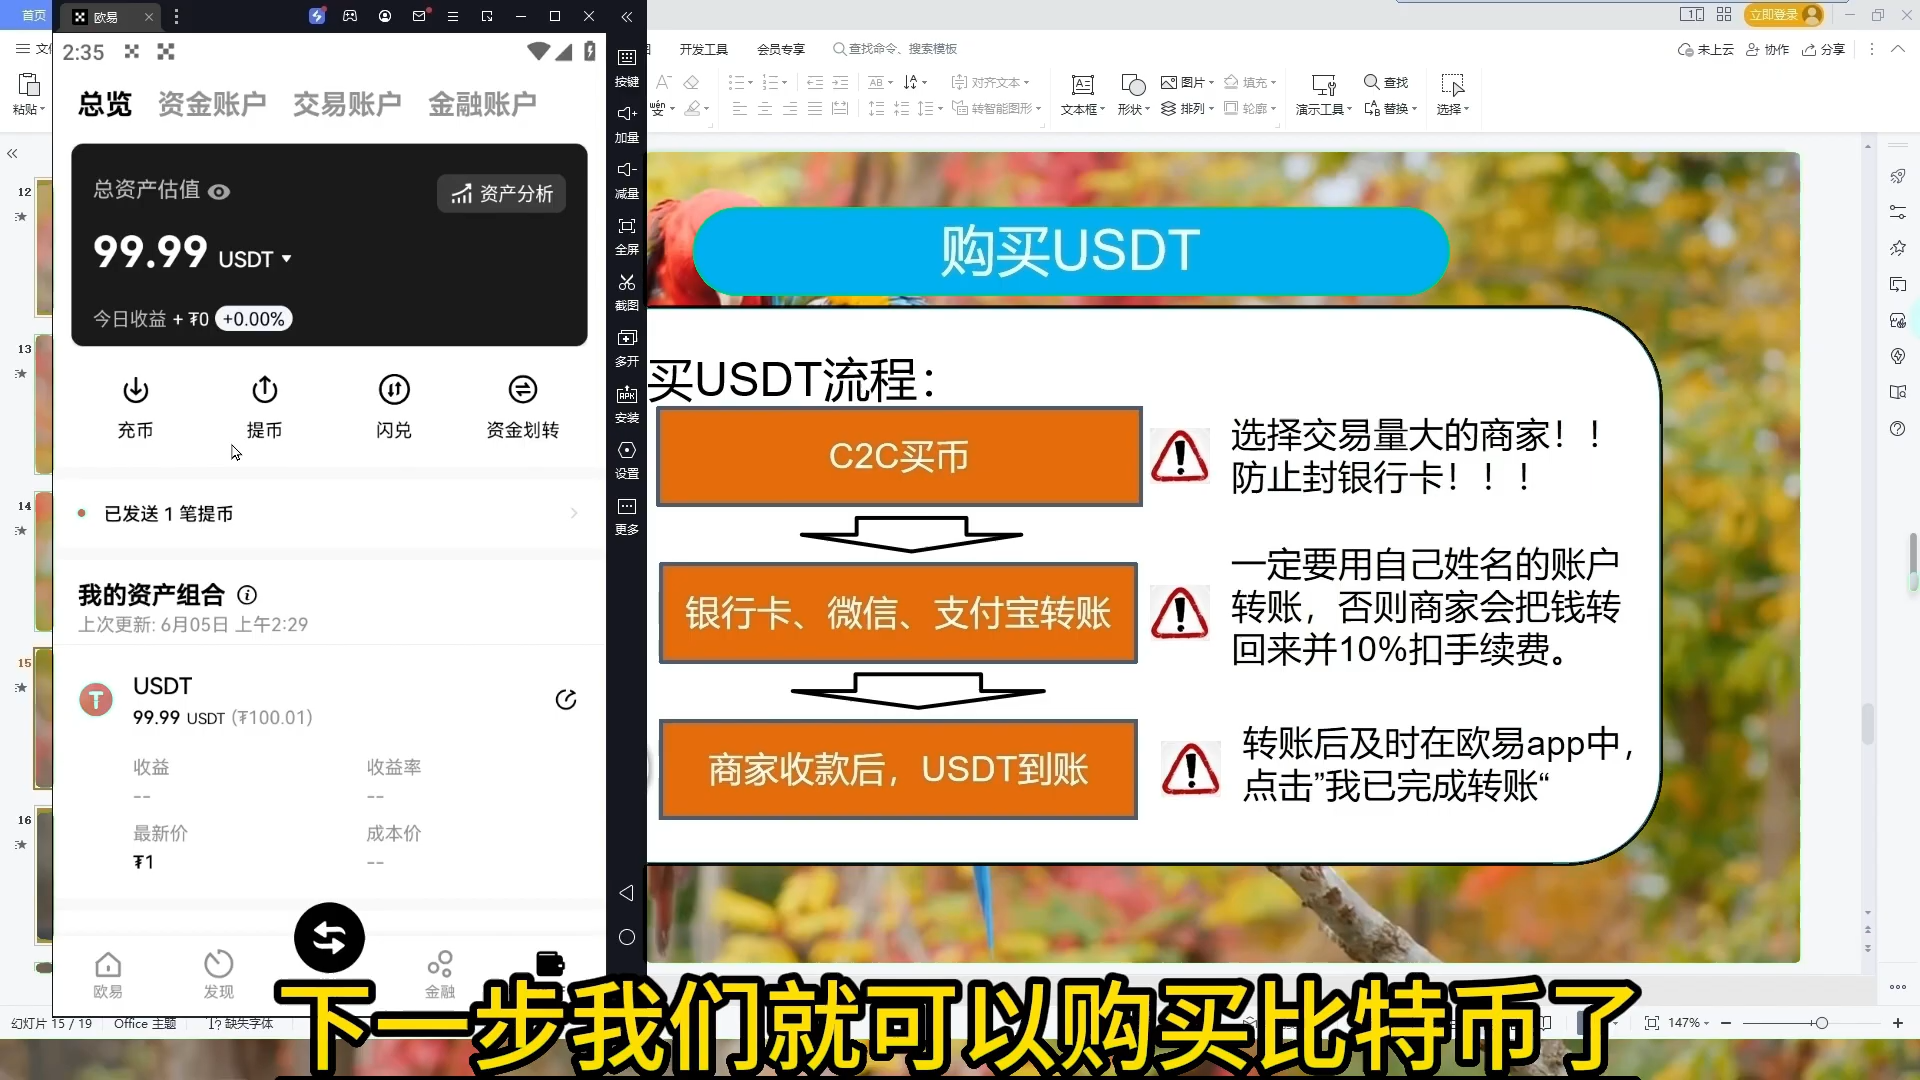 首页
欧易
立即登录
2:35
文
开发工具
会员专享
查找命令、搜索模板
未上云
协作
分享
粘贴
总览
资金账户
交易账户
金融账户
按键
加量
减量
全屏
截图
多开
安装
设置
更多
对齐文本
转智能图形
文本框
形状
图片
排列
填充
轮廓
演示工具
查找
替换
选择
总资产估值
资产分析
99.99 USDT
今日收益 + ₮0 +0.00%
充币
提币
闪兑
资金划转
已发送 1 笔提币
我的资产组合
上次更新: 6月05日 上午2:29
USDT
99.99 USDT (₮100.01)
收益
收益率
--
--
最新价
成本价
₮1
--
欧易
发现
金融
12
13
14
15
16
购买USDT
买USDT流程：
C2C买币
选择交易量大的商家！！
防止封银行卡！！！
银行卡、微信、支付宝转账
一定要用自己姓名的账户
转账，否则商家会把钱转
回来并10%扣手续费。
商家收款后，USDT到账
转账后及时在欧易app中，
点击”我已完成转账“
幻灯片 15 / 19
Office 主题
缺失字体
147%
下一步我们就可以购买比特币了